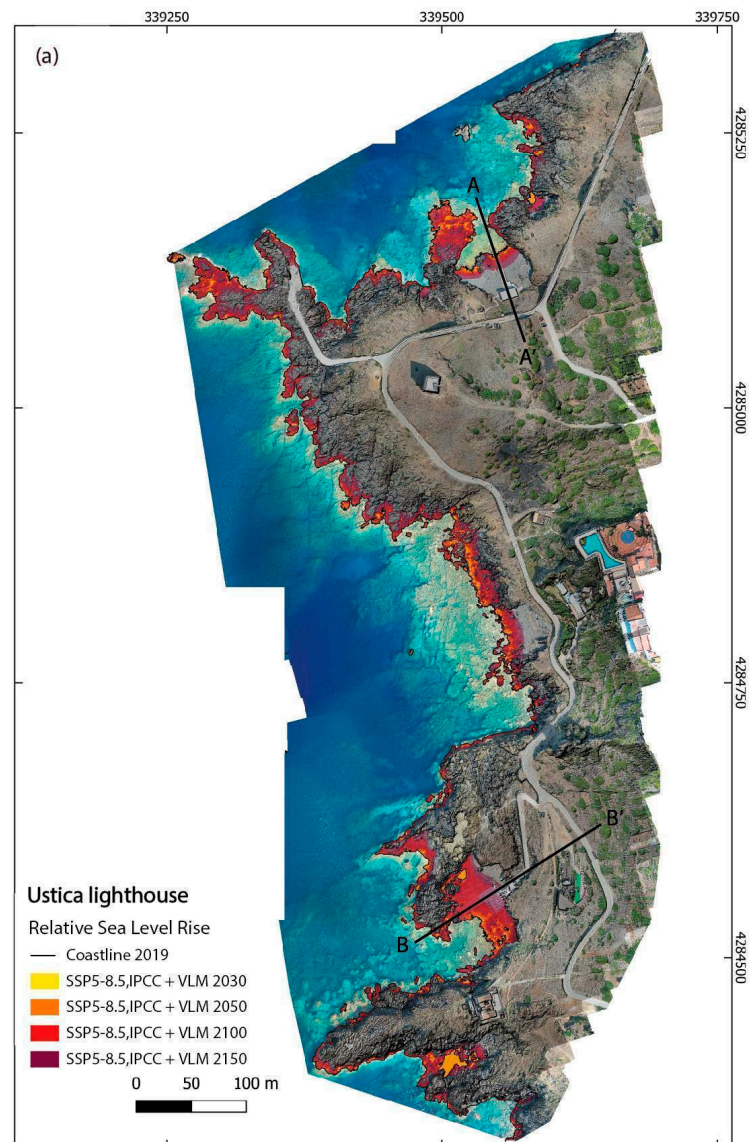 339250 339500 339750
(a)
4285250
A
A'
4285000
4284750
B'
B
4284500
Ustica lighthouse
Relative Sea Level Rise
Coastline 2019
SSP5-8.5,IPCC + VLM 2030
SSP5-8.5,IPCC + VLM 2050
SSP5-8.5,IPCC + VLM 2100
SSP5-8.5,IPCC + VLM 2150
0 50 100 m